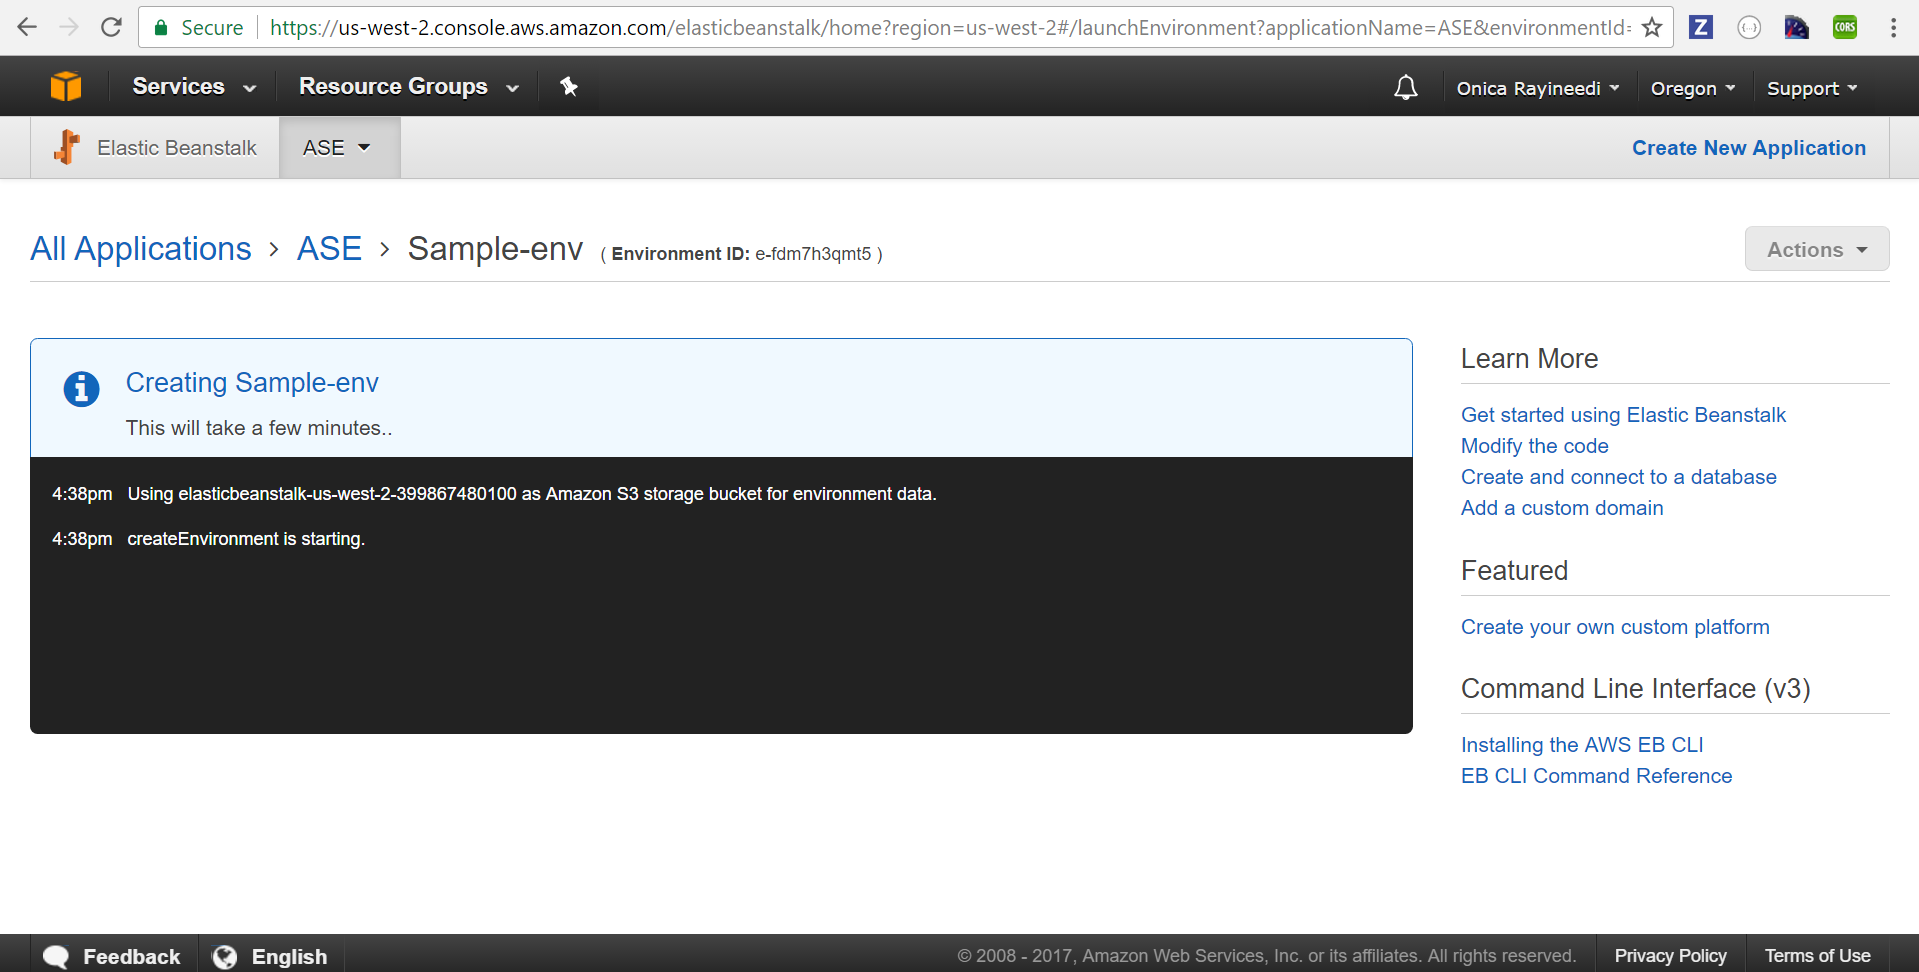 Secure https://us-west-2.console.aws.amazon.com/elasticbeanstalk/home?region=us-west-2#/launchEnvironment?applicationName=ASE&environmentId= Z {···} CORS
Services Resource Groups Onica Rayineedi Oregon Support
Elastic Beanstalk ASE Create New Application
All Applications > ASE > Sample-env ( Environment ID: e-fdm7h3qmt5 ) Actions
Creating Sample-env
This will take a few minutes..
4:38pm Using elasticbeanstalk-us-west-2-399867480100 as Amazon S3 storage bucket for environment data.
4:38pm createEnvironment is starting.
Learn More
Get started using Elastic Beanstalk
Modify the code
Create and connect to a database
Add a custom domain
Featured
Create your own custom platform
Command Line Interface (v3)
Installing the AWS EB CLI
EB CLI Command Reference
Feedback English © 2008 - 2017, Amazon Web Services, Inc. or its affiliates. All rights reserved. Privacy Policy Terms of Use